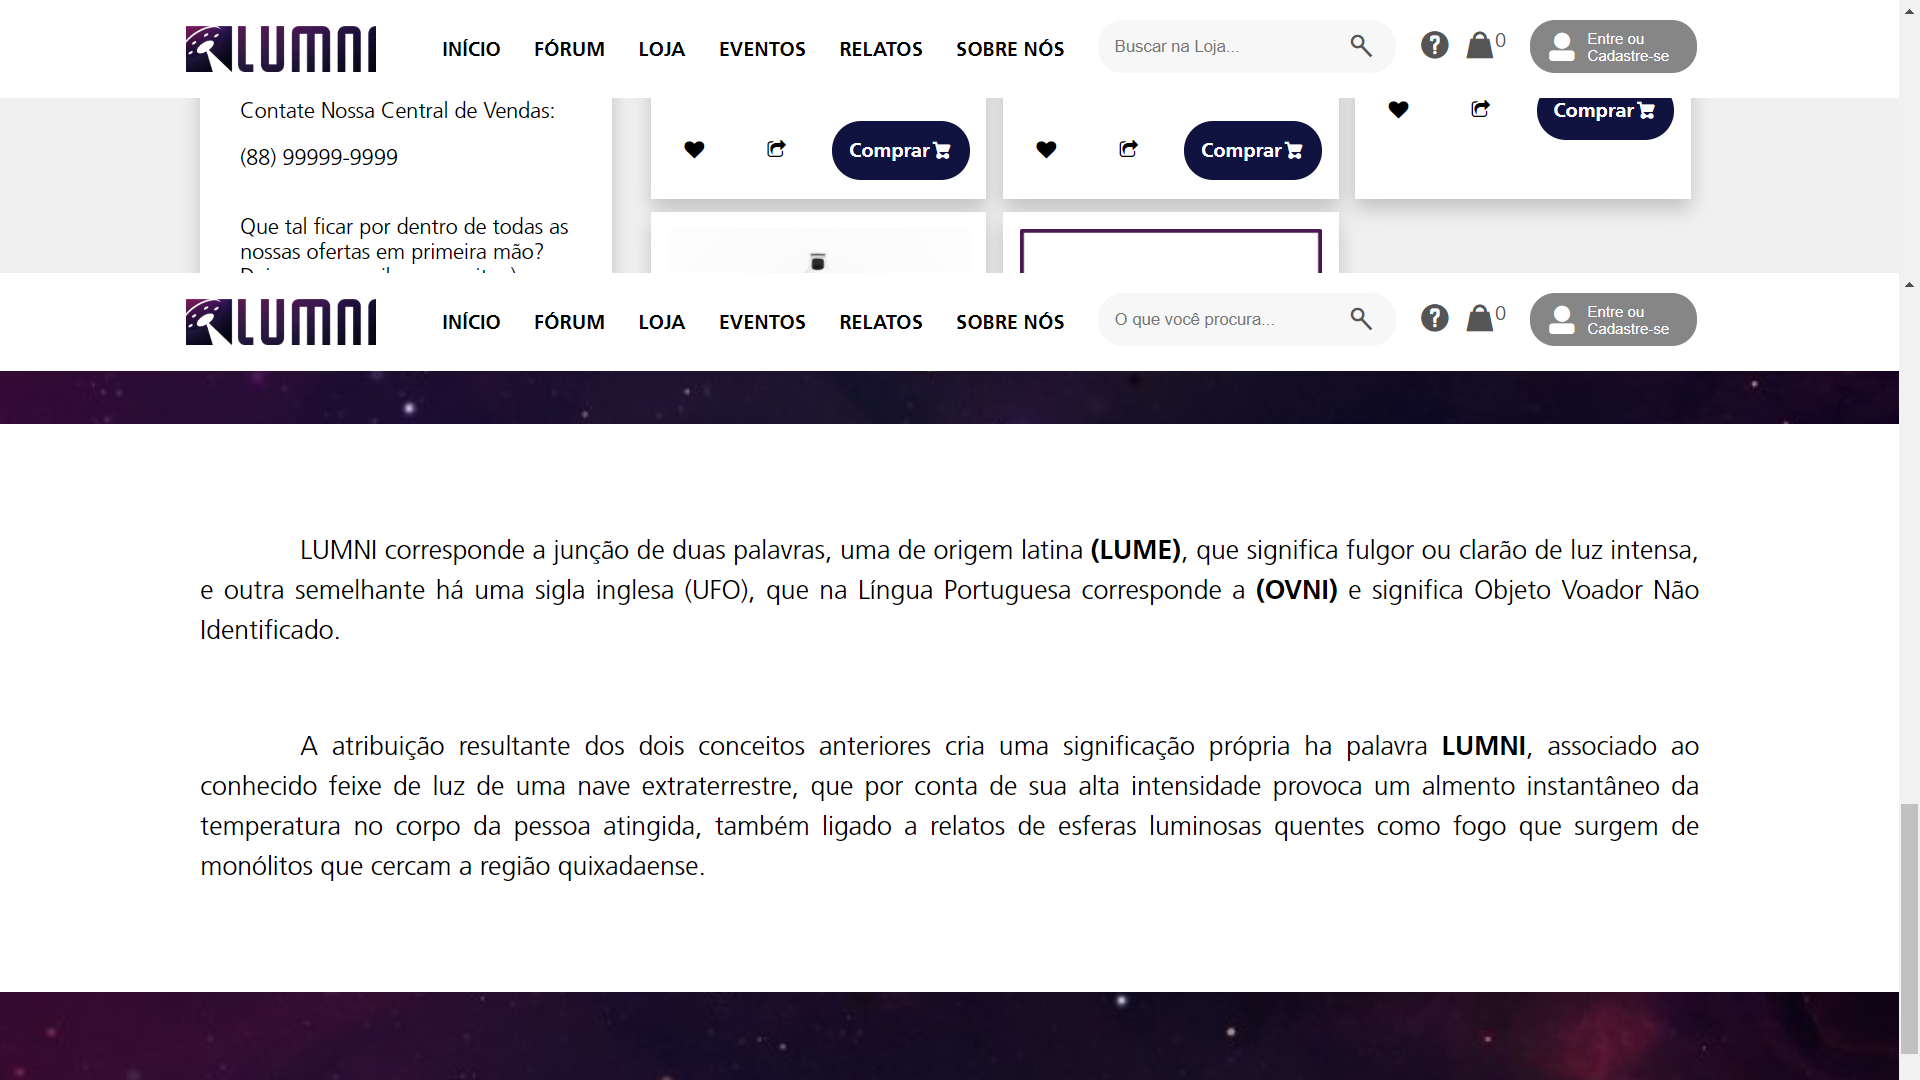 LUMNI INÍCIO FÓRUM LOJA EVENTOS RELATOS SOBRE NÓS Buscar na Loja... 0 Entre ou
Cadastre-se
Contate Nossa Central de Vendas:
(88) 99999-9999
Comprar
Comprar
Comprar
Que tal ficar por dentro de todas as
nossas ofertas em primeira mão?
LUMNI INÍCIO FÓRUM LOJA EVENTOS RELATOS SOBRE NÓS O que você procura... 0 Entre ou
Cadastre-se
LUMNI corresponde a junção de duas palavras, uma de origem latina (LUME), que significa fulgor ou clarão de luz intensa,
e outra semelhante há uma sigla inglesa (UFO), que na Língua Portuguesa corresponde a (OVNI) e significa Objeto Voador Não
Identificado.
A atribuição resultante dos dois conceitos anteriores cria uma significação própria ha palavra LUMNI, associado ao
conhecido feixe de luz de uma nave extraterrestre, que por conta de sua alta intensidade provoca um almento instantâneo da
temperatura no corpo da pessoa atingida, também ligado a relatos de esferas luminosas quentes como fogo que surgem de
monólitos que cercam a região quixadaense.